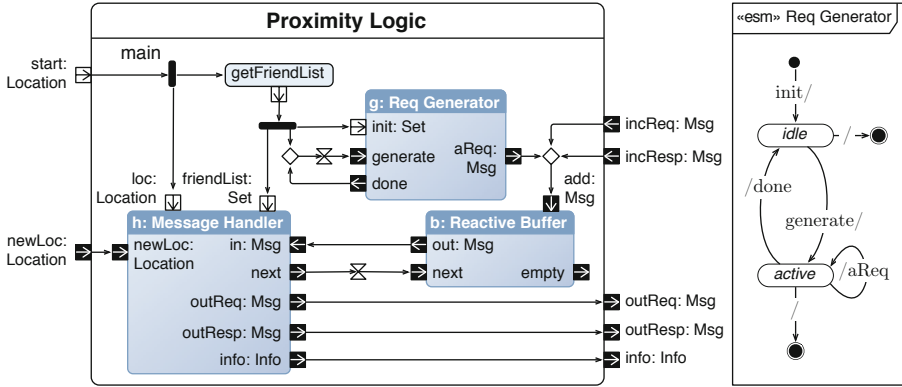 Proximity Logic
main
start:
Location
getFriendList
g: Req Generator
init: Set
generate
aReq:
Msg
done
incReq: Msg
incResp: Msg
loc:
Location
friendList:
Set
add:
Msg
h: Message Handler
newLoc:
Location
newLoc:
Location
in: Msg
next
outReq: Msg
outResp: Msg
info: Info
b: Reactive Buffer
out: Msg
next
empty
outReq: Msg
outResp: Msg
info: Info
«esm» Req Generator
init/
idle
/
/done
generate/
active
/aReq
/